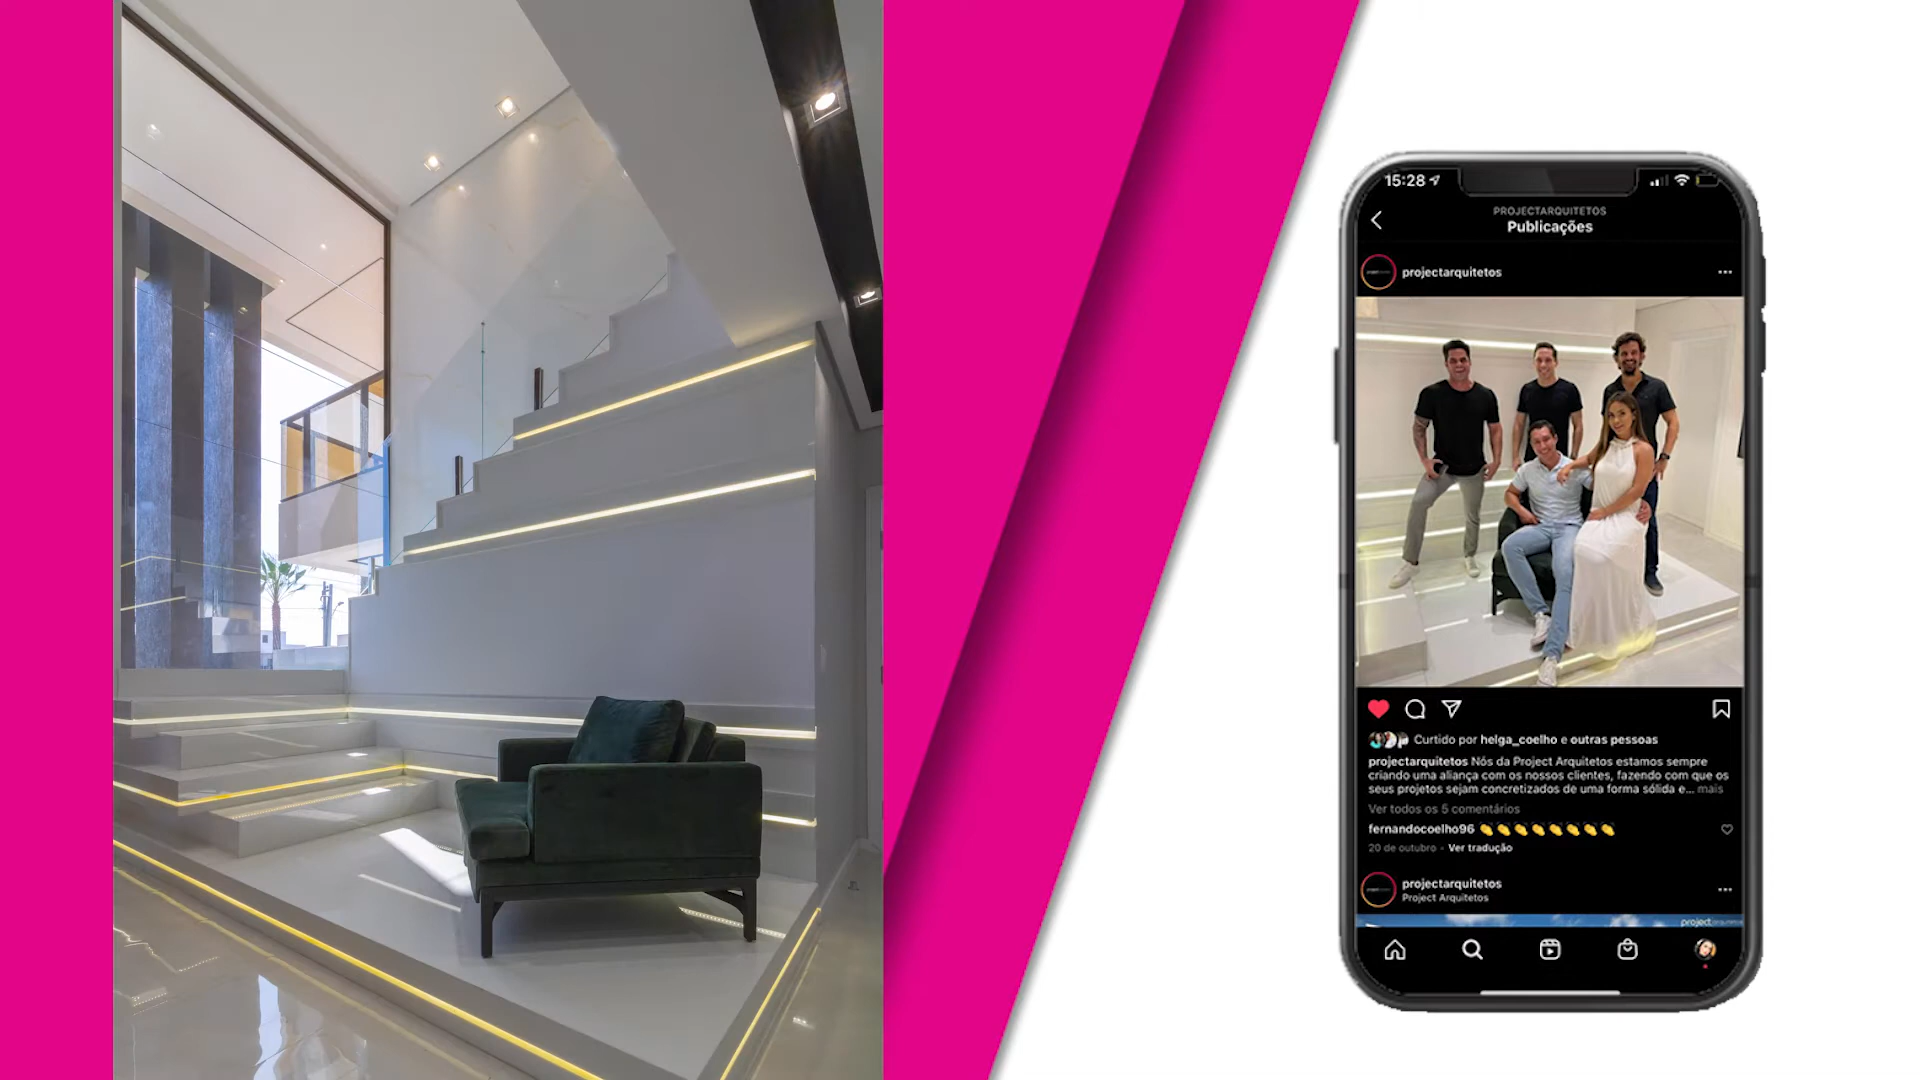 15:28
PROJECTARQUITETOS
Publicações
projectarquitetos
Curtido por helga_coelho e outras pessoas
projectarquitetos Nós da Project Arquitetos estamos sempre
criando uma aliança com os nossos clientes, fazendo com que os
seus projetos sejam concretizados de uma forma sólida e... mais
Ver todos os 5 comentários
fernandocoelho96 👏👏👏👏👏👏👏👏
20 de outubro • Ver tradução
projectarquitetos
Project Arquitetos
project